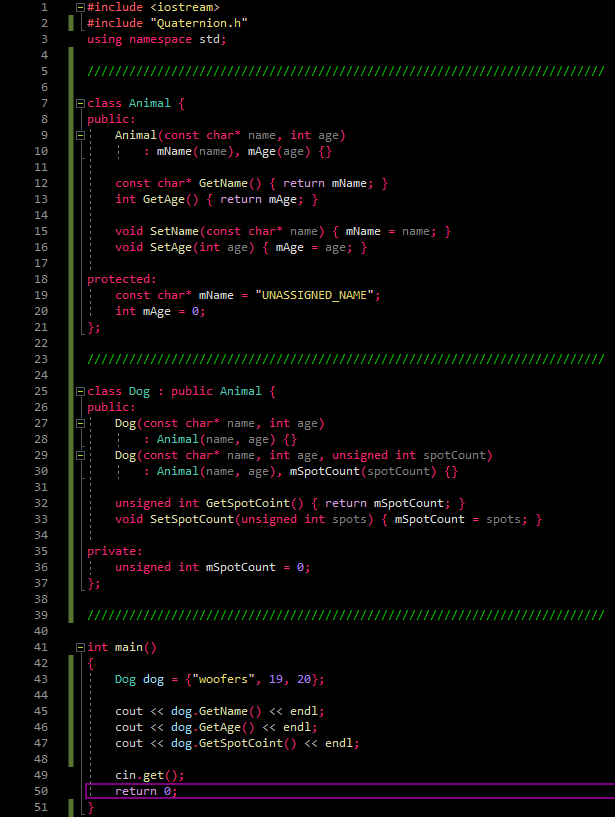 1 #include <iostream>
2 #include "Quaternion.h"
3 using namespace std;
4
5 //////////////////////////////////////////////////////////////////////////
6
7 class Animal {
8 public:
9     Animal(const char* name, int age)
10         : mName(name), mAge(age) {}
11
12     const char* GetName() { return mName; }
13     int GetAge() { return mAge; }
14
15     void SetName(const char* name) { mName = name; }
16     void SetAge(int age) { mAge = age; }
17
18 protected:
19     const char* mName = "UNASSIGNED_NAME";
20     int mAge = 0;
21 };
22
23 //////////////////////////////////////////////////////////////////////////
24
25 class Dog : public Animal {
26 public:
27     Dog(const char* name, int age)
28         : Animal(name, age) {}
29     Dog(const char* name, int age, unsigned int spotCount)
30         : Animal(name, age), mSpotCount(spotCount) {}
31
32     unsigned int GetSpotCoint() { return mSpotCount; }
33     void SetSpotCount(unsigned int spots) { mSpotCount = spots; }
34
35 private:
36     unsigned int mSpotCount = 0;
37 };
38
39 //////////////////////////////////////////////////////////////////////////
40
41 int main()
42 {
43     Dog dog = {"woofers", 19, 20};
44
45     cout << dog.GetName() << endl;
46     cout << dog.GetAge() << endl;
47     cout << dog.GetSpotCoint() << endl;
48
49     cin.get();
50     return 0;
51 }